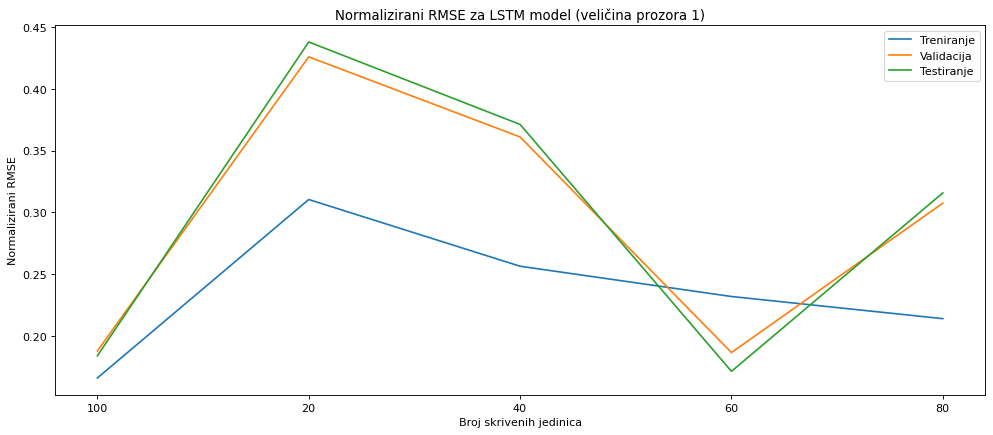 Normalizirani RMSE za LSTM model (veličina prozora 1)
Treniranje
Validacija
Testiranje
Normalizirani RMSE
0.45
0.40
0.35
0.30
0.25
0.20
100 20 40 60 80
Broj skrivenih jedinica